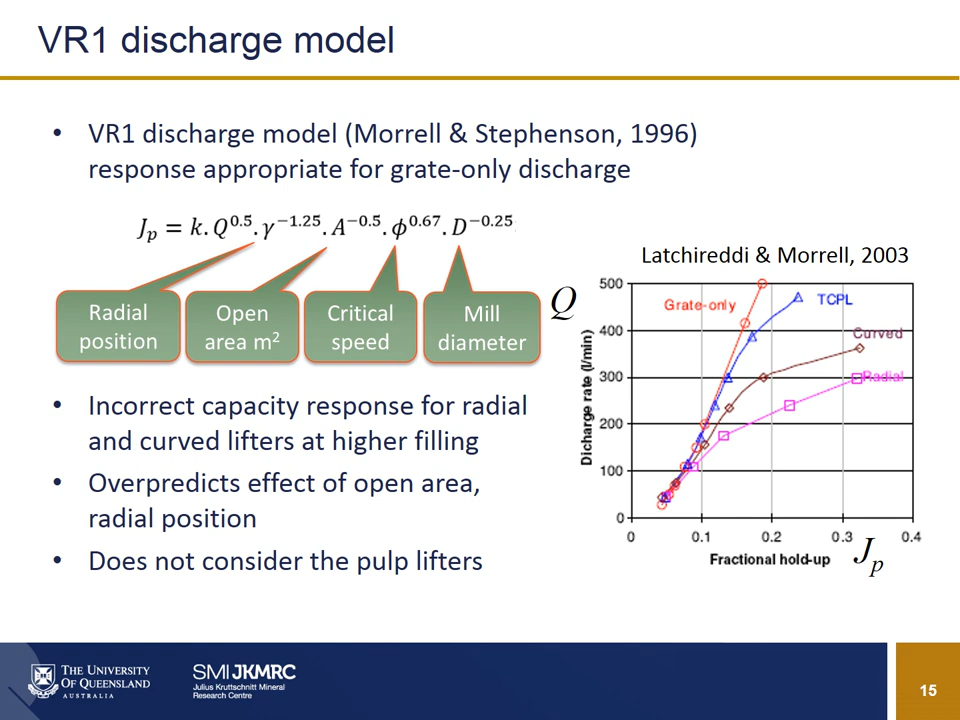 VR1 discharge model
• VR1 discharge model (Morrell & Stephenson, 1996)
response appropriate for grate-only discharge
J_p = k. Q^0.5. γ^−1.25. A^−0.5. ϕ^0.67. D^−0.25
Radial
position
Open
area m²
Critical
speed
Mill
diameter
• Incorrect capacity response for radial
and curved lifters at higher filling
• Overpredicts effect of open area,
radial position
• Does not consider the pulp lifters
Latchireddi & Morrell, 2003
Q
Dicharge rate (l/min)
500
400
300
200
100
0
Grate-only
TCPL
Curved
Radial
0
0.1
0.2
0.3
0.4
Fractional hold-up
J_p
THE UNIVERSITY
OF QUEENSLAND
AUSTRALIA
SMI JKMRC
Julius Kruttschnitt Mineral
Research Centre
15